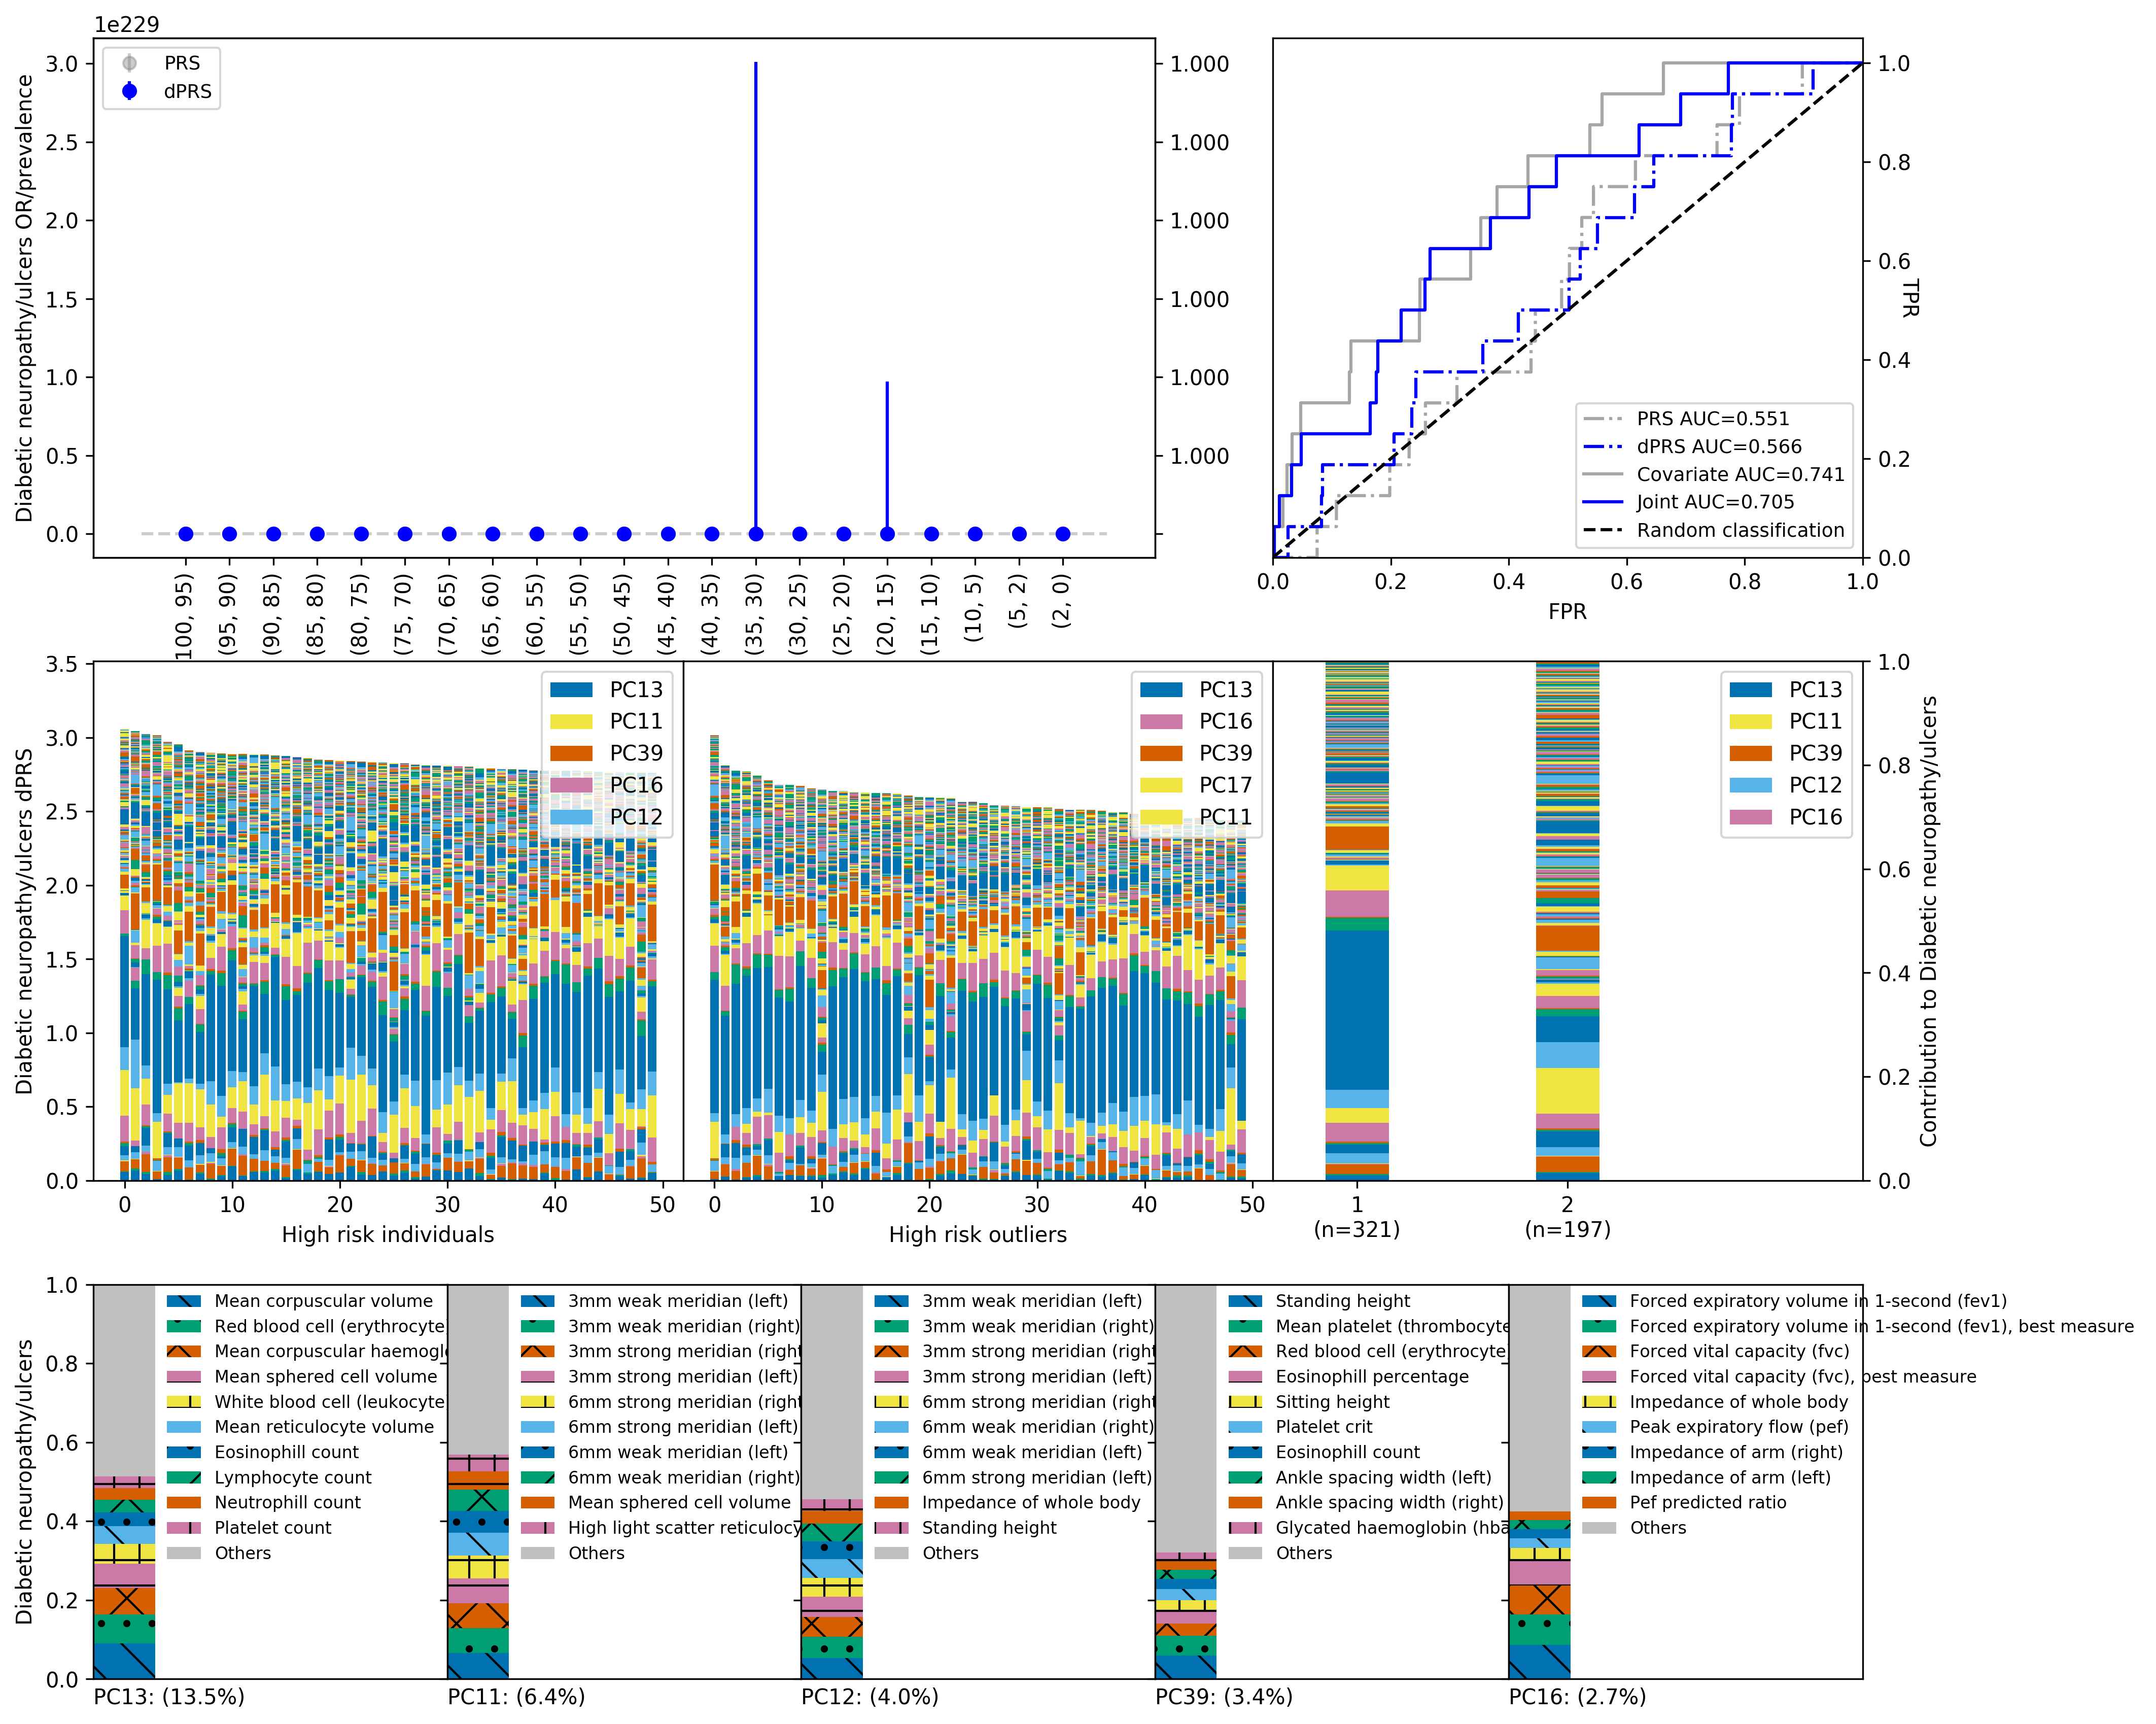 1e229
Diabetic neuropathy/ulcers OR/prevalence
3.0
2.5
2.0
1.5
1.0
0.5
0.0
PRS
dPRS
1.000
1.000
1.000
1.000
1.000
1.000
100, 95)
(95, 90)
(90, 85)
(85, 80)
(80, 75)
(75, 70)
(70, 65)
(65, 60)
(60, 55)
(55, 50)
(50, 45)
(45, 40)
(40, 35)
(35, 30)
(30, 25)
(25, 20)
(20, 15)
(15, 10)
(10, 5)
(5, 2)
(2, 0)
PRS AUC=0.551
dPRS AUC=0.566
Covariate AUC=0.741
Joint AUC=0.705
Random classification
1.0
0.8
0.6
0.4
0.2
0.0
TPR
0.0 0.2 0.4 0.6 0.8 1.0
FPR
Diabetic neuropathy/ulcers dPRS
3.5
3.0
2.5
2.0
1.5
1.0
0.5
0.0
PC13
PC11
PC39
PC16
PC12
0 10 20 30 40 50
High risk individuals
PC13
PC16
PC39
PC17
PC11
0 10 20 30 40 50
High risk outliers
PC13
PC11
PC39
PC12
PC16
1
(n=321)
2
(n=197)
1.0
0.8
0.6
0.4
0.2
0.0
Contribution to Diabetic neuropathy/ulcers
Diabetic neuropathy/ulcers
1.0
0.8
0.6
0.4
0.2
0.0
Mean corpuscular volume
Red blood cell (erythrocyte
Mean corpuscular haemogl
Mean sphered cell volume
White blood cell (leukocyte
Mean reticulocyte volume
Eosinophill count
Lymphocyte count
Neutrophill count
Platelet count
Others
PC13: (13.5%)
3mm weak meridian (left)
3mm weak meridian (right)
3mm strong meridian (right
3mm strong meridian (left)
6mm strong meridian (right
6mm strong meridian (left)
6mm weak meridian (left)
6mm weak meridian (right)
Mean sphered cell volume
High light scatter reticulocy
Others
PC11: (6.4%)
3mm weak meridian (left)
3mm weak meridian (right)
3mm strong meridian (right
3mm strong meridian (left)
6mm strong meridian (right
6mm weak meridian (right)
6mm weak meridian (left)
6mm strong meridian (left)
Impedance of whole body
Standing height
Others
PC12: (4.0%)
Standing height
Mean platelet (thrombocyte
Red blood cell (erythrocyte
Eosinophill percentage
Sitting height
Platelet crit
Eosinophill count
Ankle spacing width (left)
Ankle spacing width (right)
Glycated haemoglobin (hba
Others
PC39: (3.4%)
Forced expiratory volume in 1-second (fev1)
Forced expiratory volume in 1-second (fev1), best measure
Forced vital capacity (fvc)
Forced vital capacity (fvc), best measure
Impedance of whole body
Peak expiratory flow (pef)
Impedance of arm (right)
Impedance of arm (left)
Pef predicted ratio
Others
PC16: (2.7%)